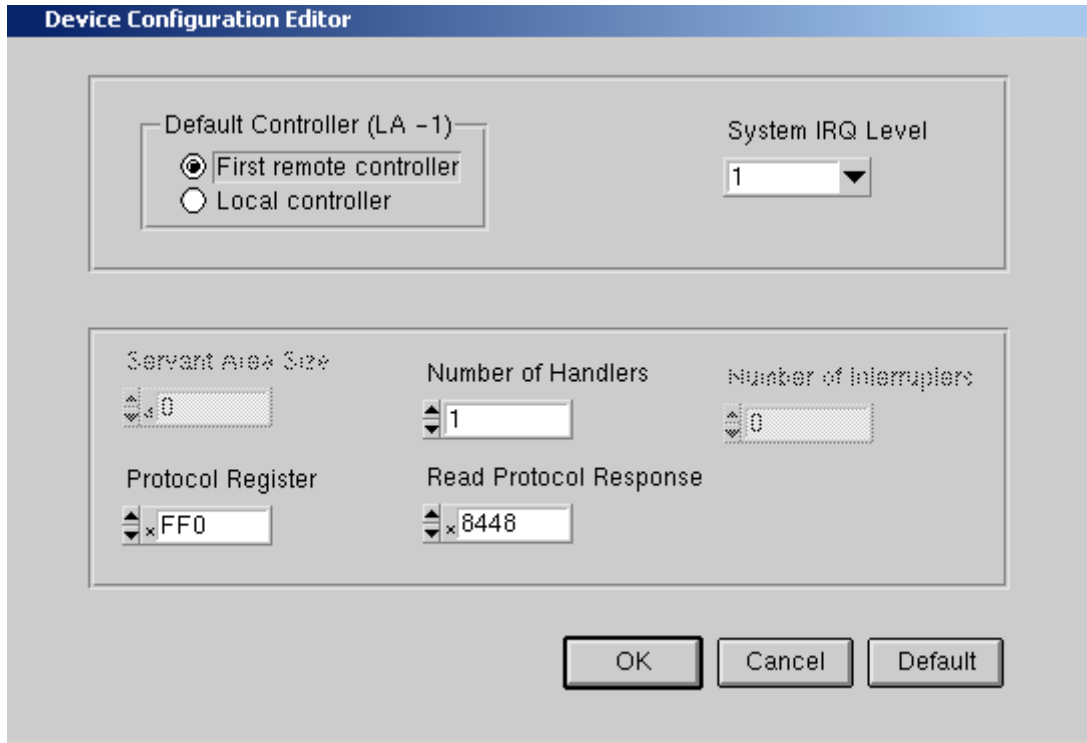 Device Configuration Editor
Default Controller (LA -1)
First remote controller
Local controller
System IRQ Level
1
Servant Area Size
d 0
Number of Handlers
1
Number of Interrupters
0
Protocol Register
x FF0
Read Protocol Response
x 8448
OK
Cancel
Default